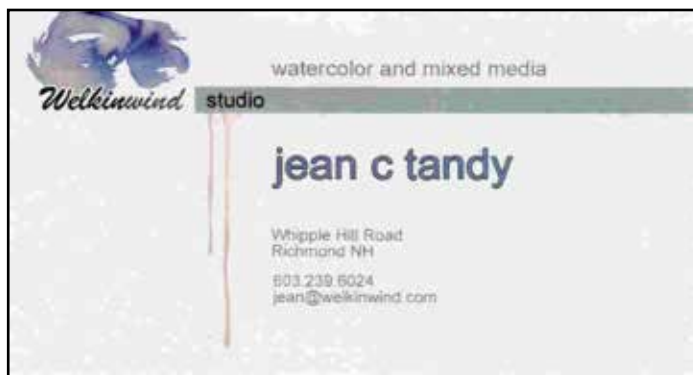 watercolor and mixed media
Welkinwind studio
jean c tandy
Whipple Hill Road
Richmond NH
603.239.6024
jean@welkinwind.com